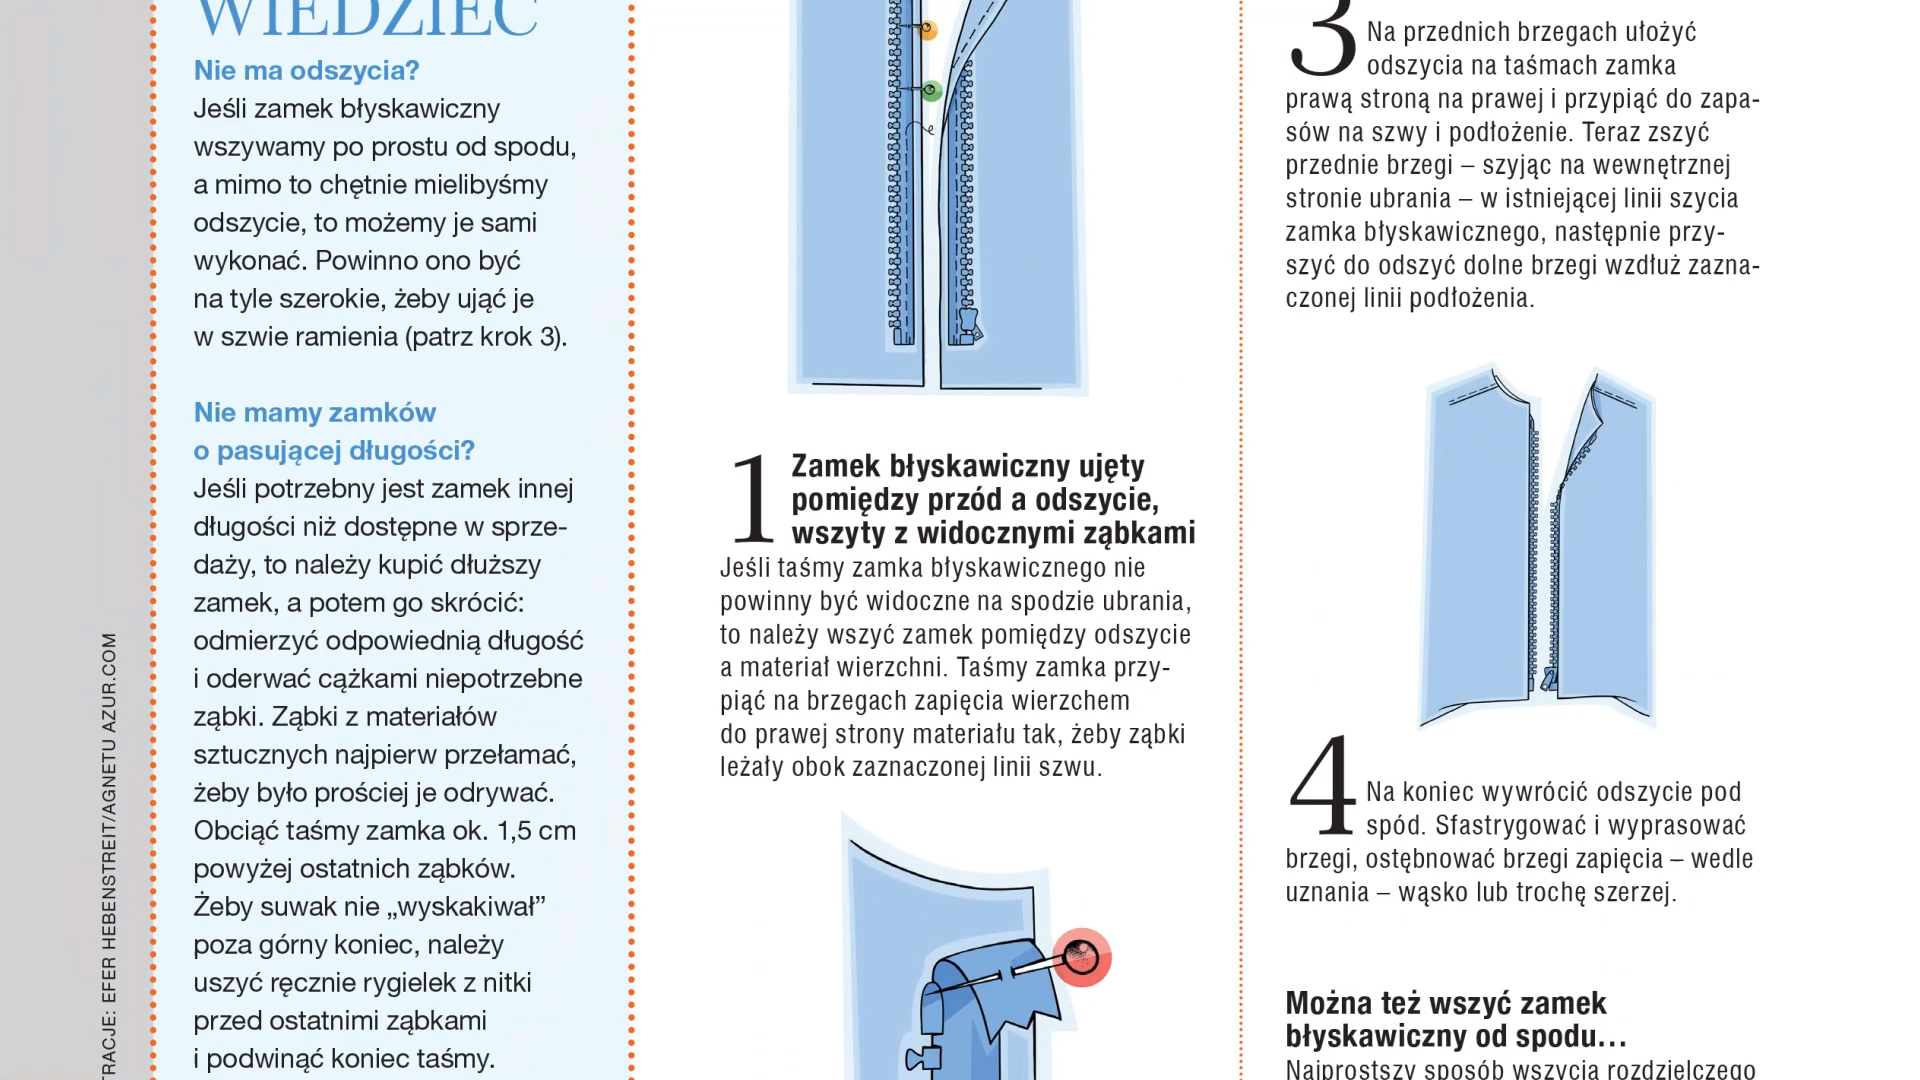 WIEDZIEĆ
Nie ma odszycia?
Jeśli zamek błyskawiczny
wszywamy po prostu od spodu,
a mimo to chętnie mielibyśmy
odszycie, to możemy je sami
wykonać. Powinno ono być
na tyle szerokie, żeby ująć je
w szwie ramienia (patrz krok 3).
Nie mamy zamków
o pasującej długości?
Jeśli potrzebny jest zamek innej
długości niż dostępne w sprze-
daży, to należy kupić dłuższy
zamek, a potem go skrócić:
odmierzyć odpowiednią długość
i oderwać cążkami niepotrzebne
ząbki. Ząbki z materiałów
sztucznych najpierw przełamać,
żeby było prościej je odrywać.
Obciąć taśmy zamka ok. 1,5 cm
powyżej ostatnich ząbków.
Żeby suwak nie „wyskakiwał”
poza górny koniec, należy
uszyć ręcznie rygielek z nitki
przed ostatnimi ząbkami
i podwinąć koniec taśmy.
TRACJE: EFER HEBENSTREIT/AGNETU AZUR.COM
1 Zamek błyskawiczny ujęty
pomiędzy przód a odszycie,
wszyty z widocznymi ząbkami
Jeśli taśmy zamka błyskawicznego nie
powinny być widoczne na spodzie ubrania,
to należy wszyć zamek pomiędzy odszycie
a materiał wierzchni. Taśmy zamka przy-
piąć na brzegach zapięcia wierzchem
do prawej strony materiału tak, żeby ząbki
leżały obok zaznaczonej linii szwu.
3 Na przednich brzegach ułożyć
odszycia na taśmach zamka
prawą stroną na prawej i przypiąć do zapa-
sów na szwy i podłożenie. Teraz zszyć
przednie brzegi – szyjąc na wewnętrznej
stronie ubrania – w istniejącej linii szycia
zamka błyskawicznego, następnie przy-
szyć do odszyć dolne brzegi wzdłuż zazna-
czonej linii podłożenia.
4 Na koniec wywrócić odszycie pod
spód. Sfastrygować i wyprasować
brzegi, ostębnować brzegi zapięcia – wedle
uznania – wąsko lub trochę szerzej.
Można też wszyć zamek
błyskawiczny od spodu…
Najprostszy sposób wszycia rozdzielczego